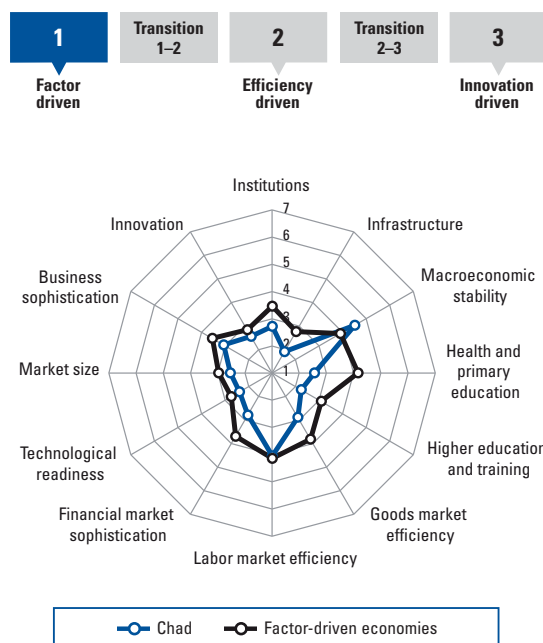 1
Transition
1–2
2
Transition
2–3
3
Factor
driven
Efficiency
driven
Innovation
driven
Institutions
Infrastructure
Macroeconomic
stability
Health and
primary
education
Higher education
and training
Goods market
efficiency
Labor market efficiency
Financial market
sophistication
Technological
readiness
Market size
Business
sophistication
Innovation
7
6
5
4
3
2
1
Chad
Factor-driven economies